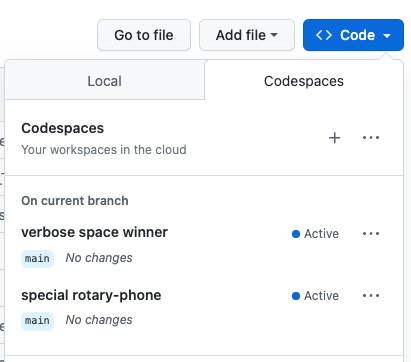 Go to file Add file <> Code
Local Codespaces
Codespaces + ...
Your workspaces in the cloud
On current branch
verbose space winner Active ...
main No changes
special rotary-phone Active ...
main No changes